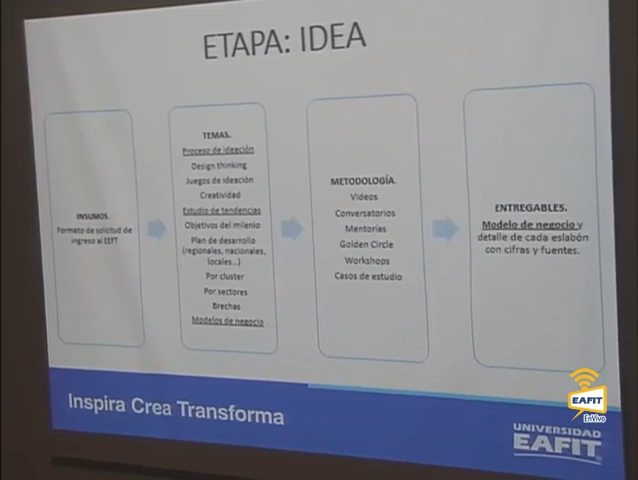 ETAPA: IDEA
INSUMOS.
Formato de solicitud de
ingreso al EEFT
TEMAS.
Proceso de ideación
Design thinking
Juegos de ideación
Creatividad
Estudio de tendencias
Objetivos del milenio
Plan de desarrollo
(regionales, nacionales,
locales...)
Por cluster
Por sectores
Brechas
Modelos de negocio
METODOLOGÍA.
Videos
Conversatorios
Mentorias
Golden Circle
Workshops
Casos de estudio
ENTREGABLES.
Modelo de negocio y
detalle de cada eslabón
con cifras y fuentes.
Inspira Crea Transforma
EAFIT
EnVivo
UNIVERSIDAD
EAFIT